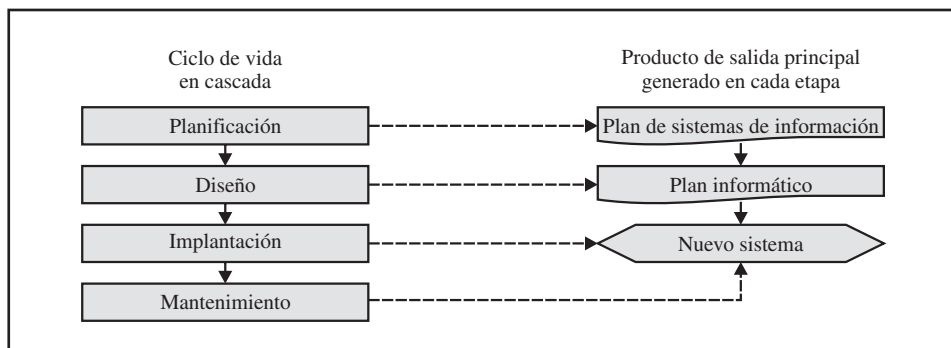 Ciclo de vida
en cascada
Producto de salida principal
generado en cada etapa
Planificación
Plan de sistemas de información
Diseño
Plan informático
Implantación
Nuevo sistema
Mantenimiento